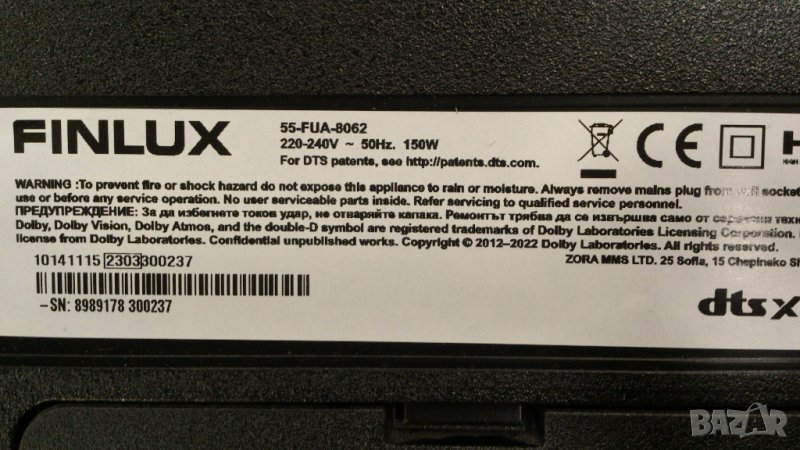 FINLUX
55-FUA-8062
220-240V ~ 50Hz. 150W
For DTS patents, see http://patents.dts.com.
WARNING :To prevent fire or shock hazard do not expose this appliance to rain or moisture. Always remove mains plug from socket
use or before any service operation. No user serviceable parts inside. Refer servicing to qualified service personnel.
ПРЕДУПРЕЖДЕНИЕ: За да избегнете токов удар, не отваряйте капака. Ремонтът трябва да се извършва само от
Dolby, Dolby Vision, Dolby Atmos, and the double-D symbol are registered trademarks of Dolby Laboratories Licensing Corporation.
license from Dolby Laboratories. Confidential unpublished works. Copyright © 2012-2022 Dolby Laboratories. All rights reserved.
10141115 2303300237
ZORA MMS LTD. 25 Sofia, 15 Chepinsko
–SN: 8989178 300237
dts x
BAZAR